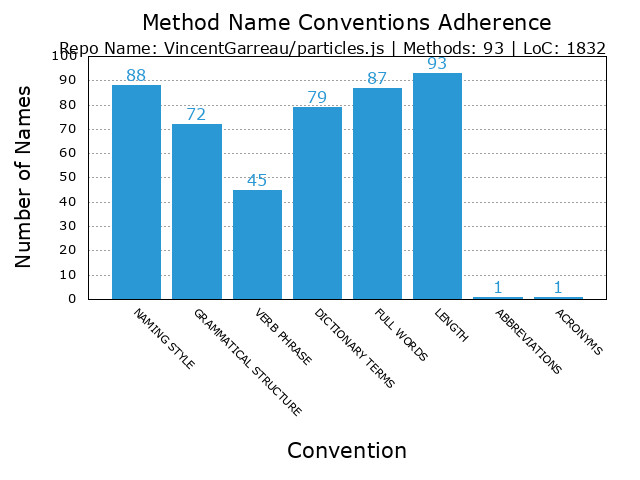 Method Name Conventions Adherence
Repo Name: VincentGarreau/particles.js | Methods: 93 | LoC: 1832
Number of Names
100
90
80
70
60
50
40
30
20
10
0
88
72
45
79
87
93
1
1
NAMING STYLE
GRAMMATICAL STRUCTURE
VERB PHRASE
DICTIONARY TERMS
FULL WORDS
LENGTH
ABBREVIATIONS
ACRONYMS
Convention